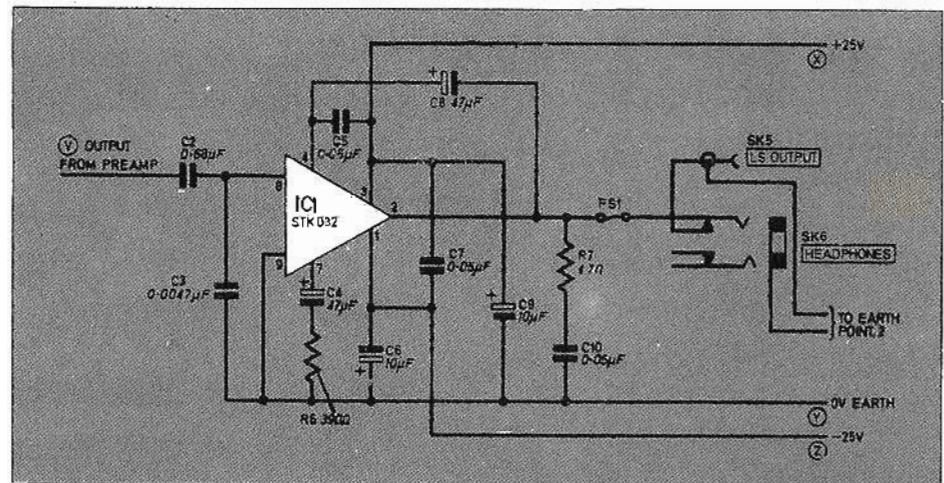 +25V
X
C8 47µF
V OUTPUT
FROM PREAMP
C2
0·68µF
C5
0·05µF
4
3
8
IC1
STK032
2
1
9
7
SK5
LS OUTPUT
FS1
SK6
HEADPHONES
C3
0·0047µF
C4
47µF
C7
0·05µF
R7
4.7Ω
C9
10µF
C6
10µF
C10
0·05µF
TO EARTH
POINT 2
R6 390Ω
0V EARTH
Y
-25V
Z
+
+
+
+